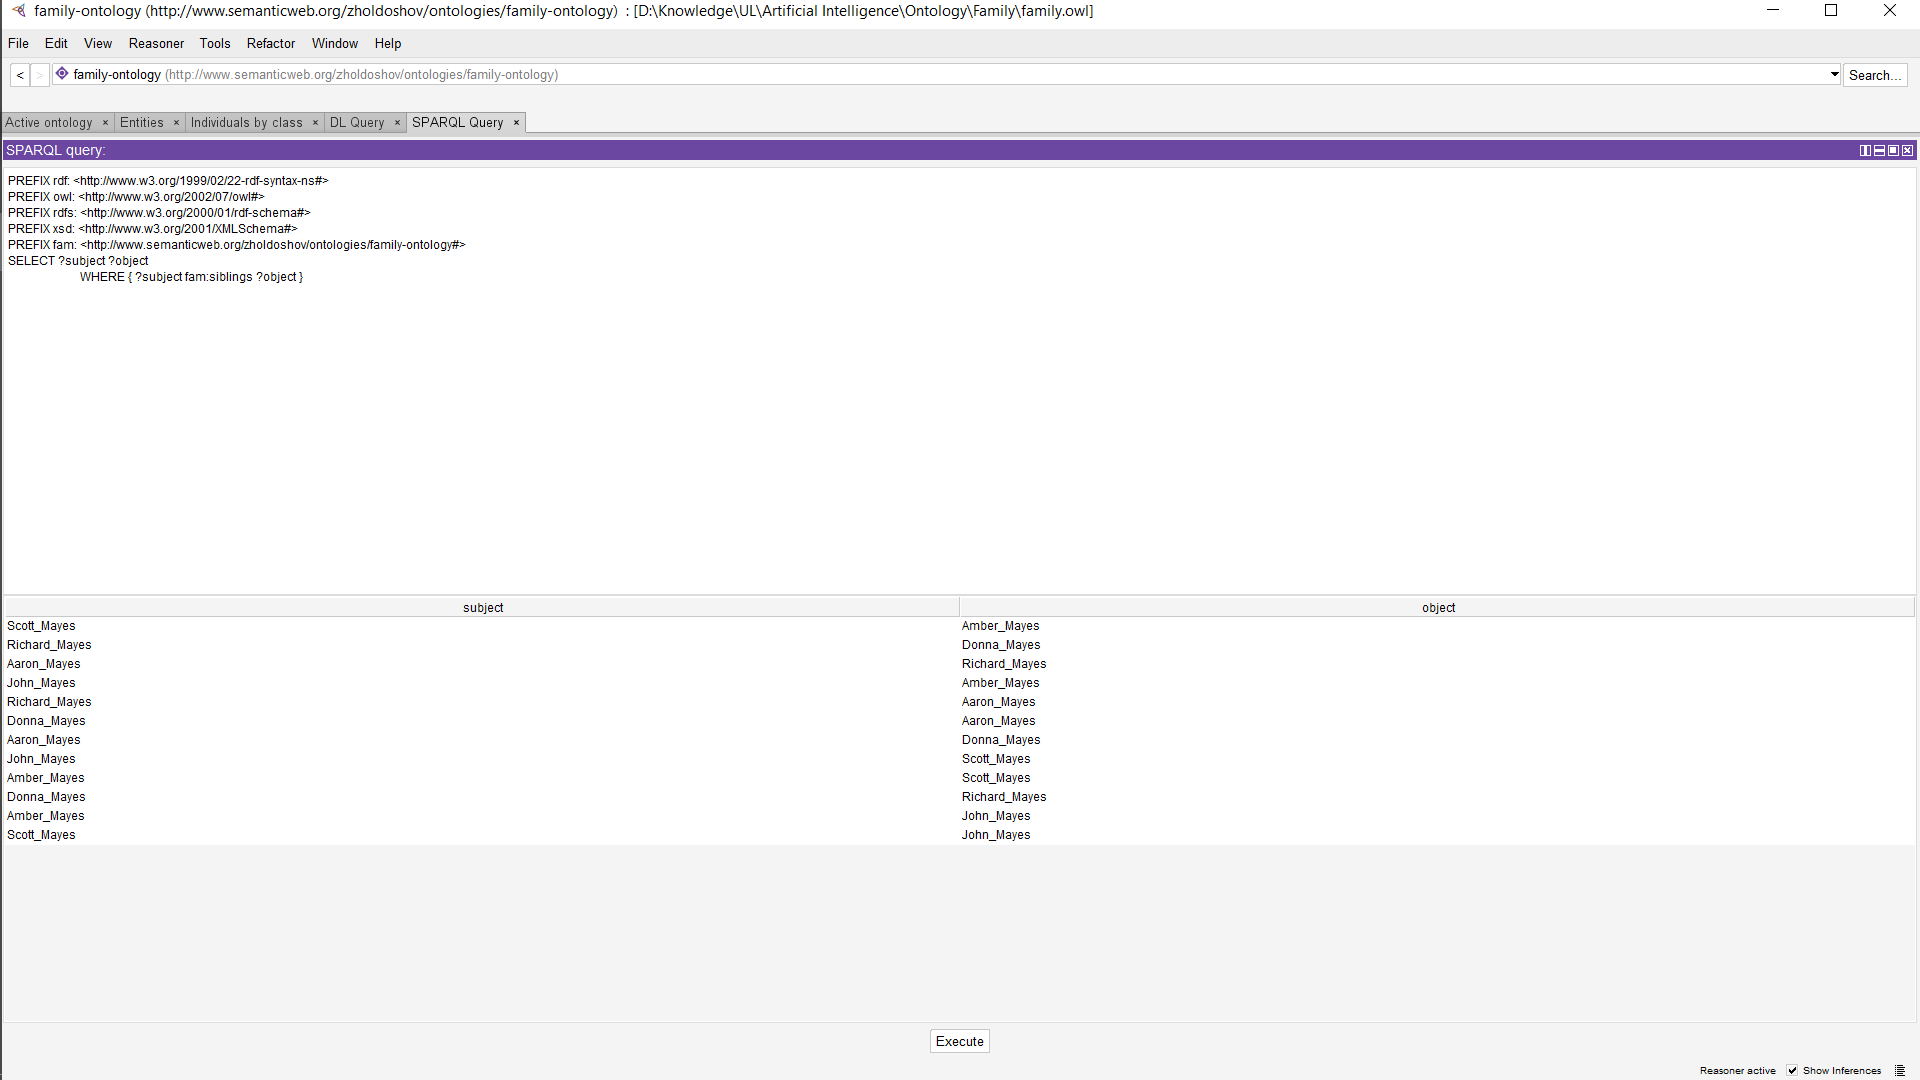 family-ontology (http://www.semanticweb.org/zholdoshov/ontologies/family-ontology) : [D:\Knowledge\UL\Artificial Intelligence\Ontology\Family\family.owl]
File Edit View Reasoner Tools Refactor Window Help
< > family-ontology (http://www.semanticweb.org/zholdoshov/ontologies/family-ontology) Search...
Active ontology × Entities × Individuals by class × DL Query × SPARQL Query ×
SPARQL query:
PREFIX rdf: <http://www.w3.org/1999/02/22-rdf-syntax-ns#>
PREFIX owl: <http://www.w3.org/2002/07/owl#>
PREFIX rdfs: <http://www.w3.org/2000/01/rdf-schema#>
PREFIX xsd: <http://www.w3.org/2001/XMLSchema#>
PREFIX fam: <http://www.semanticweb.org/zholdoshov/ontologies/family-ontology#>
SELECT ?subject ?object
WHERE { ?subject fam:siblings ?object }
subject object
Scott_Mayes Amber_Mayes
Richard_Mayes Donna_Mayes
Aaron_Mayes Richard_Mayes
John_Mayes Amber_Mayes
Richard_Mayes Aaron_Mayes
Donna_Mayes Aaron_Mayes
Aaron_Mayes Donna_Mayes
John_Mayes Scott_Mayes
Amber_Mayes Scott_Mayes
Donna_Mayes Richard_Mayes
Amber_Mayes John_Mayes
Scott_Mayes John_Mayes
Execute
Reasoner active Show Inferences